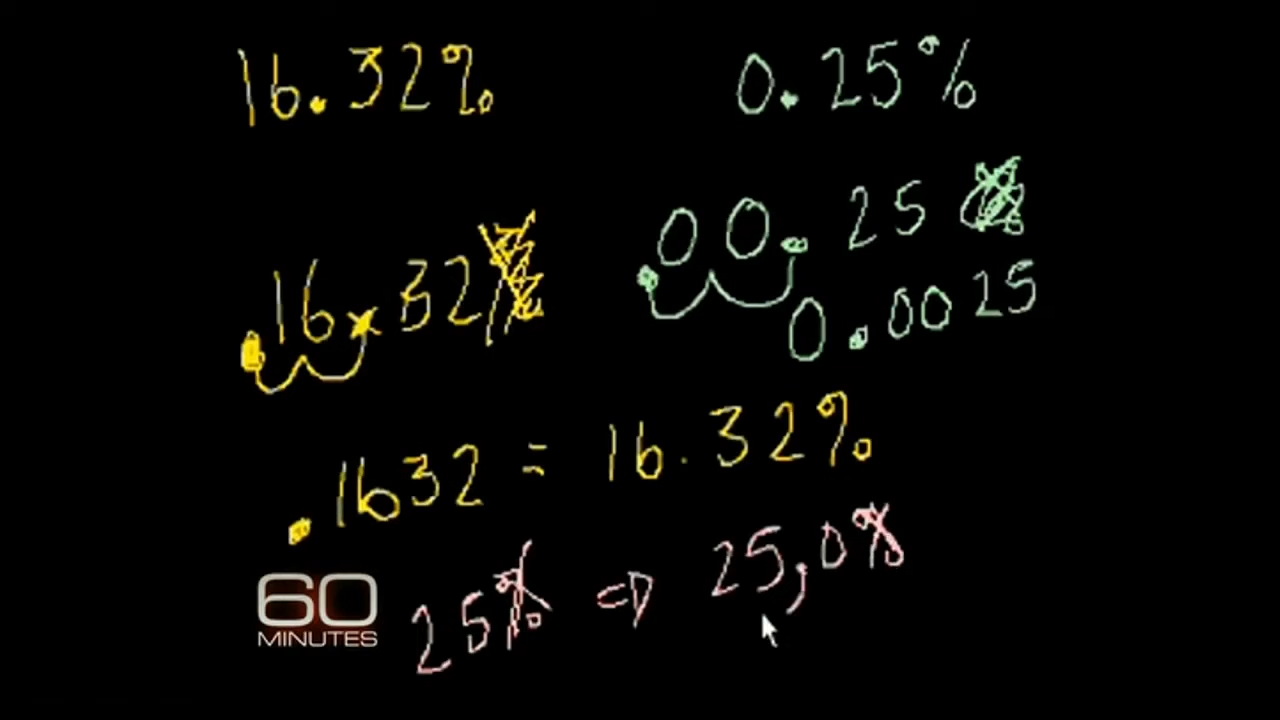 16.32% 0.25%
00.25%
.16.32%
0.0025
.1632 = 16.32%
25% ⇒ 25,0%
60
MINUTES